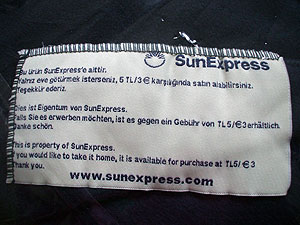 SunExpress
Bu ürün SunExpress'e aittir.
Yalnız eve götürmek isterseniz, 5 TL/3 € karşılığında satın alabilirsiniz.
Teşekkür ederiz.
Dies ist Eigentum von SunExpress.
Falls Sie es erwerben möchten, ist es gegen ein Gebühr von TL5/€3 erhältlich.
Danke schön.
This is property of SunExpress.
If you would like to take it home, it is available for purchase at TL5/€3
Thank you.
www.sunexpress.com